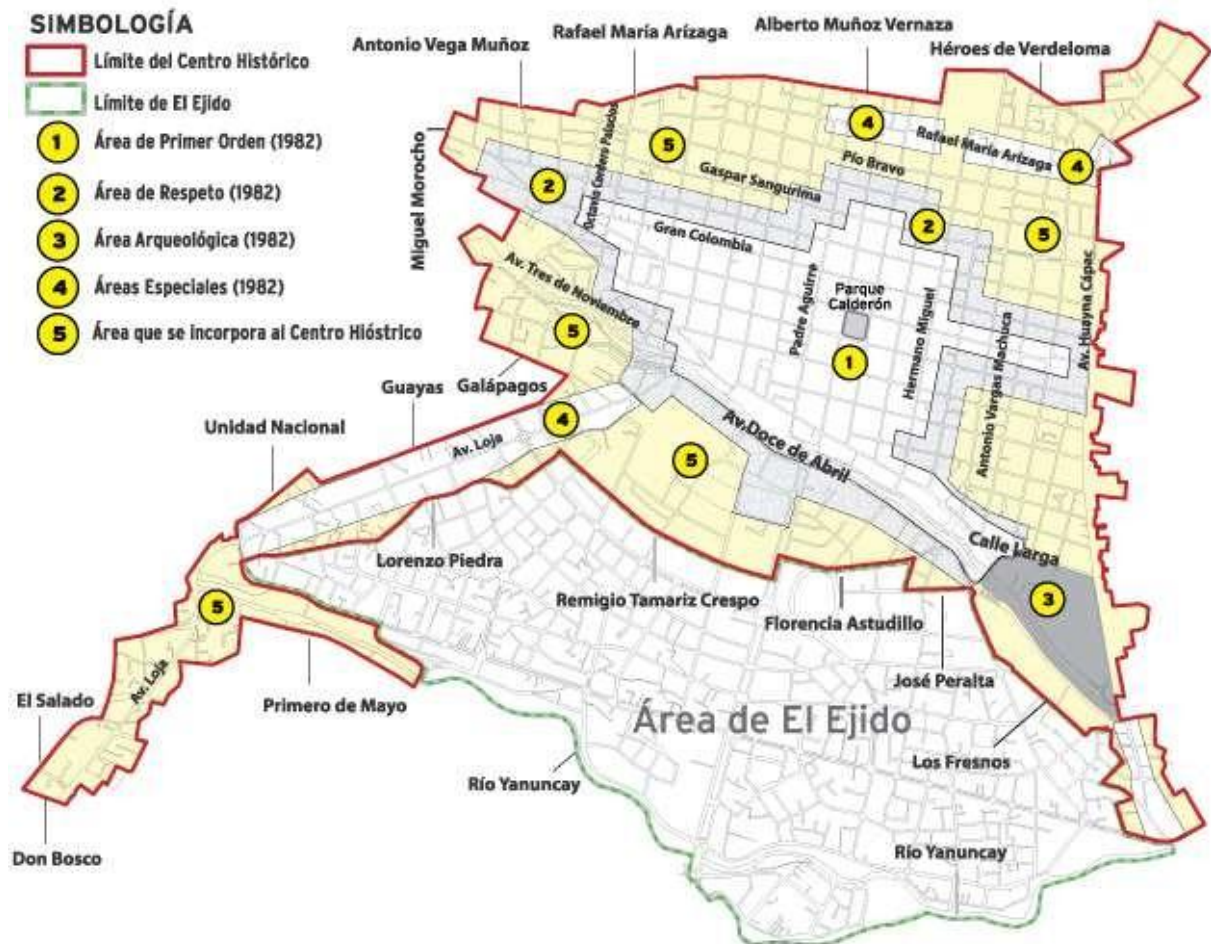 SIMBOLOGÍA
Límite del Centro Histórico
Límite de El Ejido
1 Área de Primer Orden (1982)
2 Área de Respeto (1982)
3 Área Arqueológica (1982)
4 Áreas Especiales (1982)
5 Área que se incorpora al Centro Hióstrico
Antonio Vega Muñoz
Rafael María Arízaga
Alberto Muñoz Vernaza
Héroes de Verdeloma
Miguel Morocho
Octavio Cordero Palacios
5
4
Rafael María Arízaga
4
Gaspar Sangurima
Pío Bravo
2
2
5
Gran Colombia
Av. Tres de Noviembre
Padre Aguirre
Parque
Calderón
1
Hermano Miguel
Antonio Vargas Machuca
Av. Huayna Cápac
5
Galápagos
Guayas
Unidad Nacional
4
Av. Loja
Av.Doce de Abril
5
Calle Larga
Lorenzo Piedra
Remigio Tamariz Crespo
Florencia Astudillo
3
José Peralta
5
Av. Loja
El Salado
Primero de Mayo
Área de El Ejido
Los Fresnos
Río Yanuncay
Don Bosco
Río Yanuncay